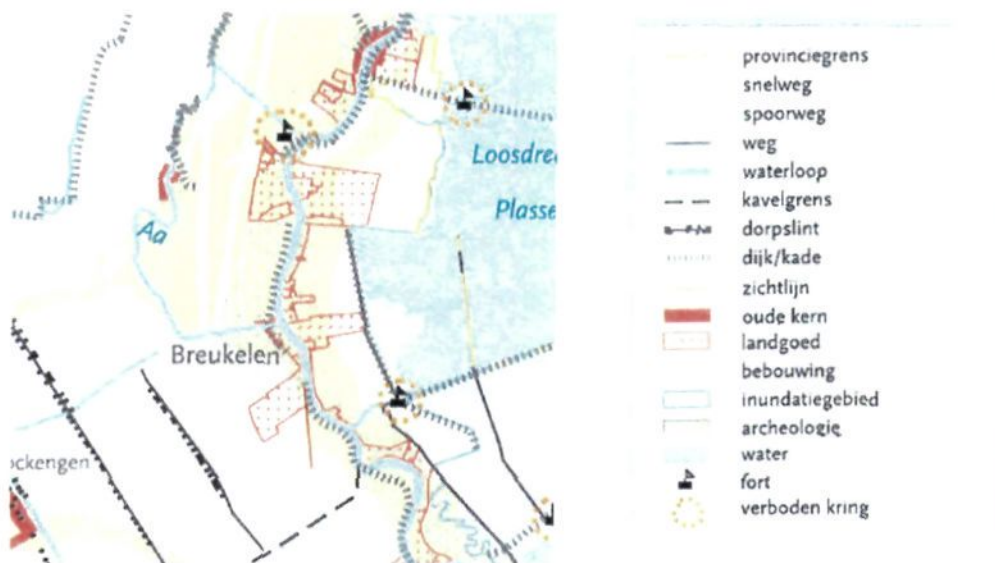 Loosdre
Plasse
Aa
Breukelen
ockengen
provinciegrens
snelweg
spoorweg
weg
waterloop
kavelgrens
dorpslint
dijk/kade
zichtlijn
oude kern
landgoed
bebouwing
inundatiegebied
archeologie
water
fort
verboden kring